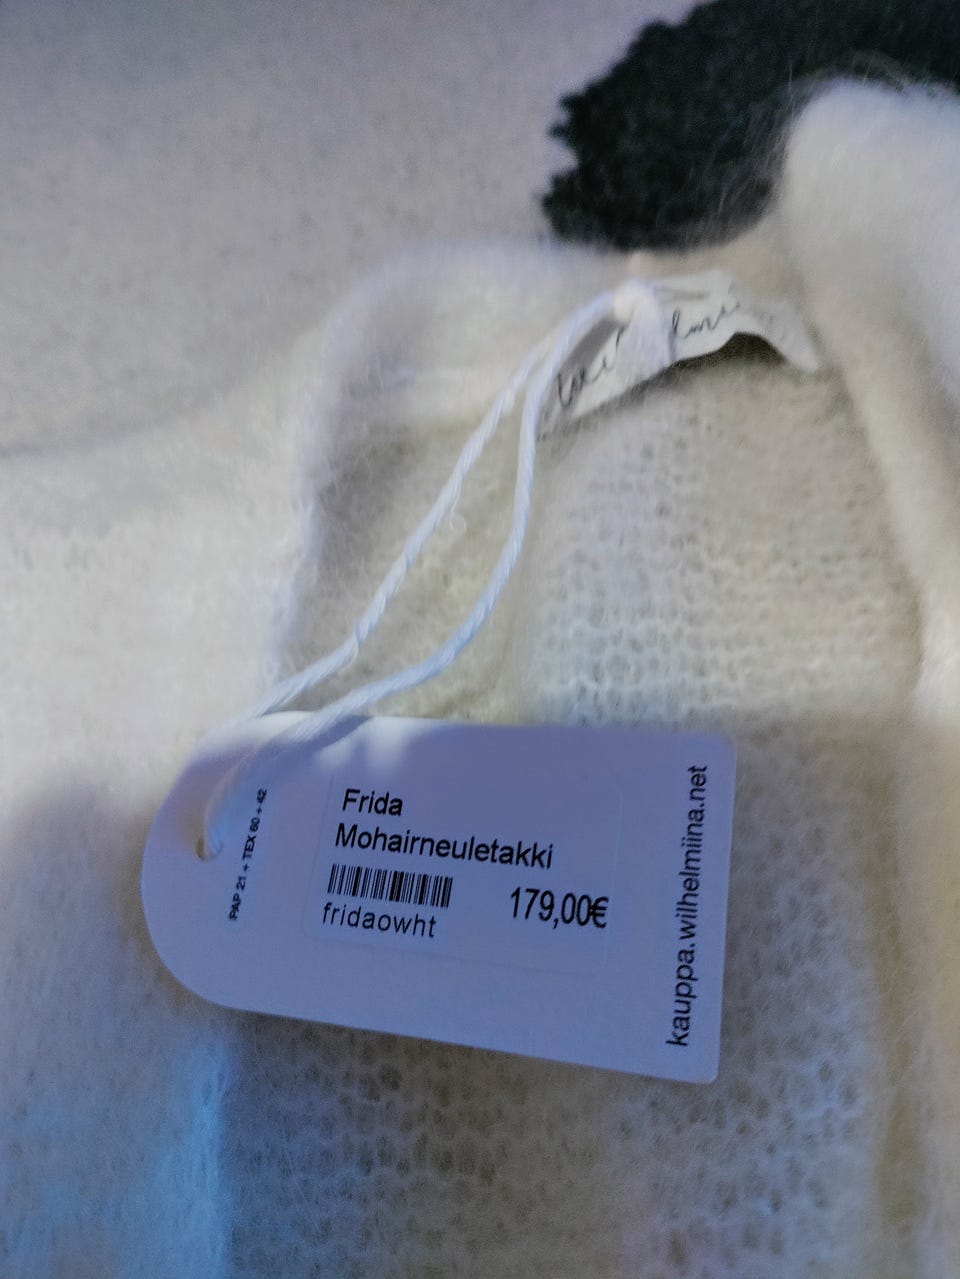 PAP 21 + TEX 60 + 42
Frida
Mohairneuletakki
179,00€
fridaowht
kauppa.wilhelmiina.net